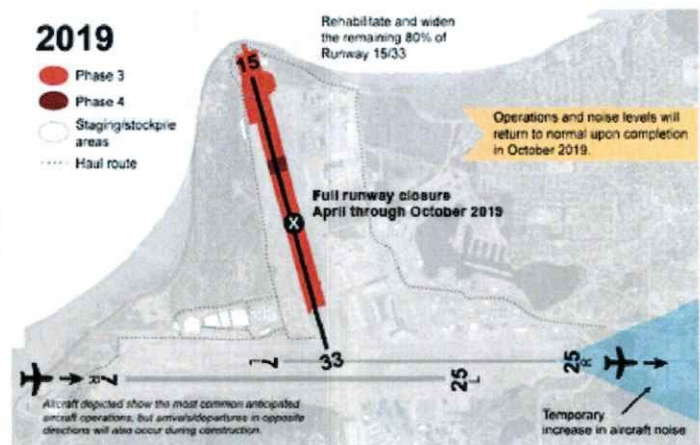 2019
Phase 3
Phase 4
Staging/stockpile
areas
Haul route
Rehabilitate and widen
the remaining 80% of
Runway 15/33
Operations and noise levels will
return to normal upon completion
in October 2019.
15
Full runway closure
April through October 2019
X
33
7
L
7
R
25
L
25
R
Aircraft depicted show the most common anticipated
aircraft operations, but arrivals/departures in opposite
directions will also occur during construction.
Temporary
increase in aircraft noise